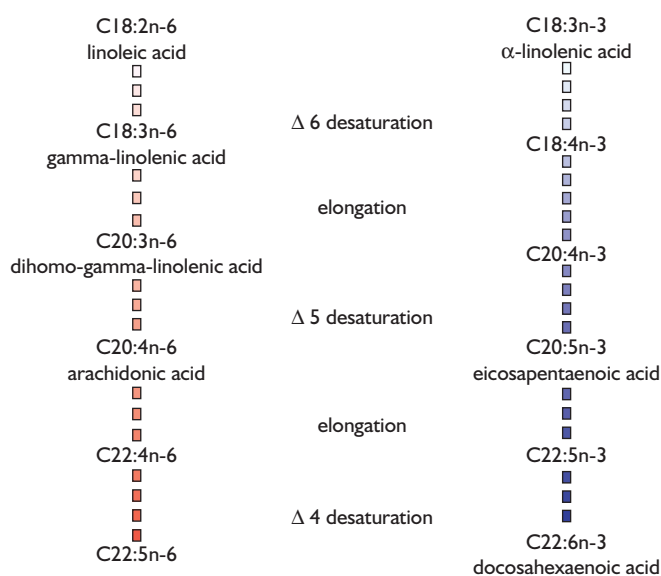 C18:2n-6
linoleic acid
C18:3n-6
gamma-linolenic acid
C20:3n-6
dihomo-gamma-linolenic acid
C20:4n-6
arachidonic acid
C22:4n-6
C22:5n-6
Δ 6 desaturation
elongation
Δ 5 desaturation
elongation
Δ 4 desaturation
C18:3n-3
α-linolenic acid
C18:4n-3
C20:4n-3
C20:5n-3
eicosapentaenoic acid
C22:5n-3
C22:6n-3
docosahexaenoic acid